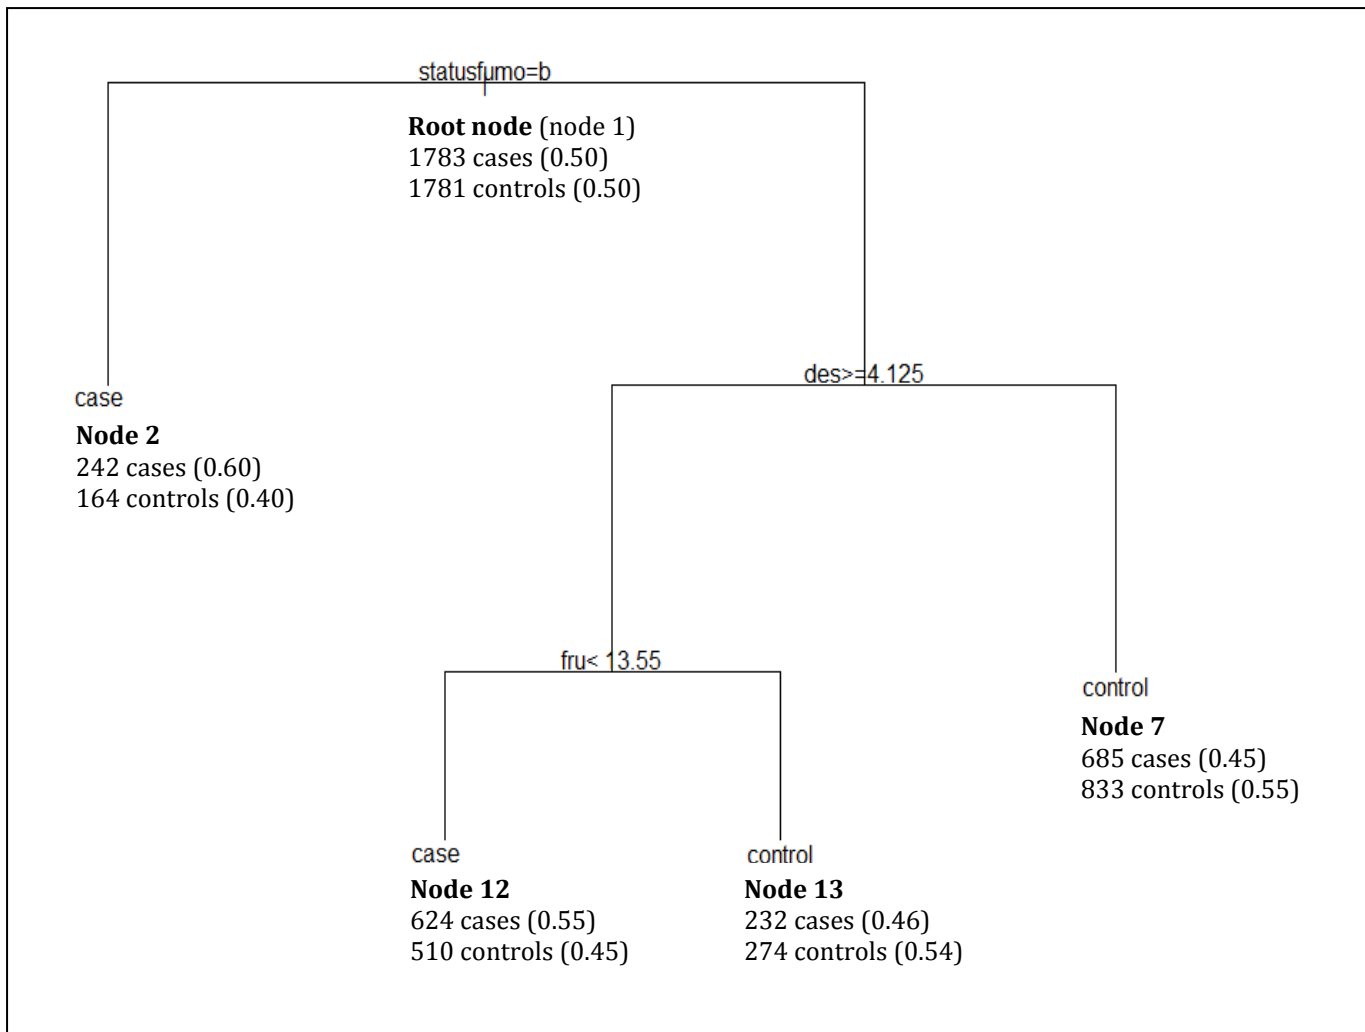 statusfumo=b
Root node (node 1)
1783 cases (0.50)
1781 controls (0.50)
des>=4.125
case
Node 2
242 cases (0.60)
164 controls (0.40)
fru< 13.55
control
Node 7
685 cases (0.45)
833 controls (0.55)
case
Node 12
624 cases (0.55)
510 controls (0.45)
control
Node 13
232 cases (0.46)
274 controls (0.54)